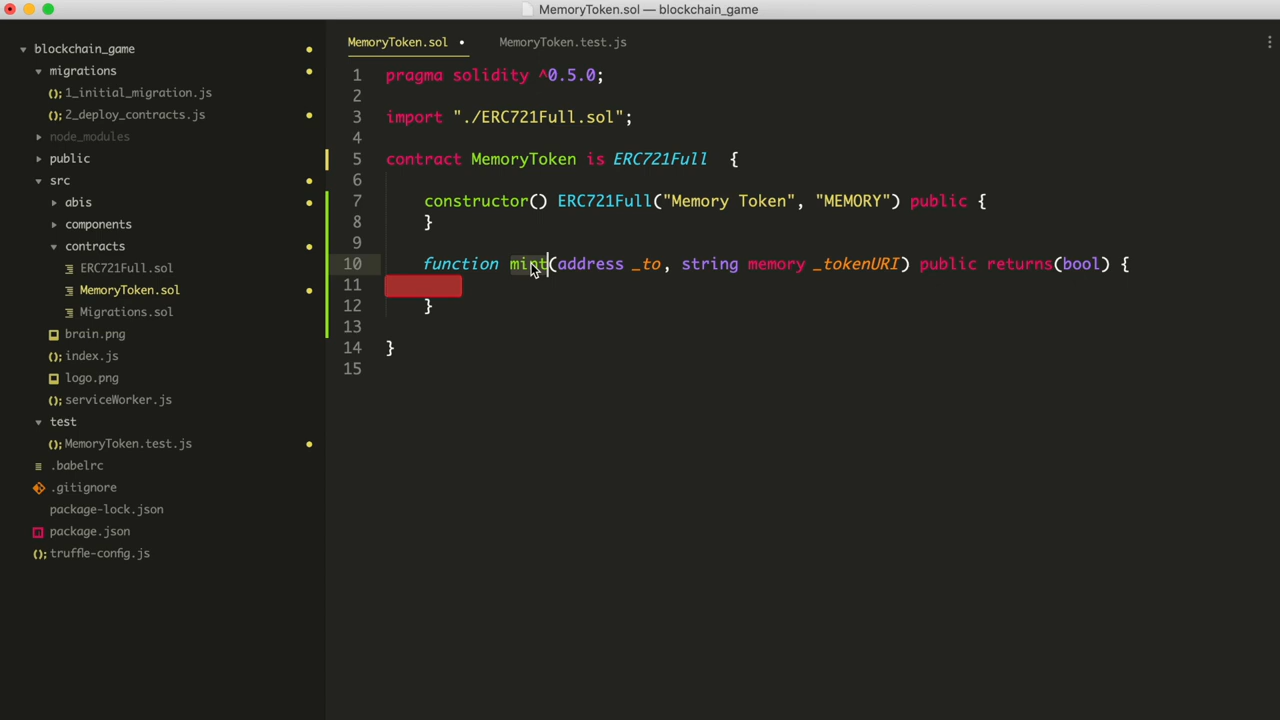 MemoryToken.sol — blockchain_game
blockchain_game
migrations
1_initial_migration.js
2_deploy_contracts.js
node_modules
public
src
abis
components
contracts
ERC721Full.sol
MemoryToken.sol
Migrations.sol
brain.png
index.js
logo.png
serviceWorker.js
test
MemoryToken.test.js
.babelrc
.gitignore
package-lock.json
package.json
truffle-config.js
MemoryToken.sol
MemoryToken.test.js
1 pragma solidity ^0.5.0;
2
3 import "./ERC721Full.sol";
4
5 contract MemoryToken is ERC721Full  {
6
7 constructor() ERC721Full("Memory Token", "MEMORY") public {
8 }
9
10 function mint(address _to, string memory _tokenURI) public returns(bool) {
11
12 }
13
14 }
15